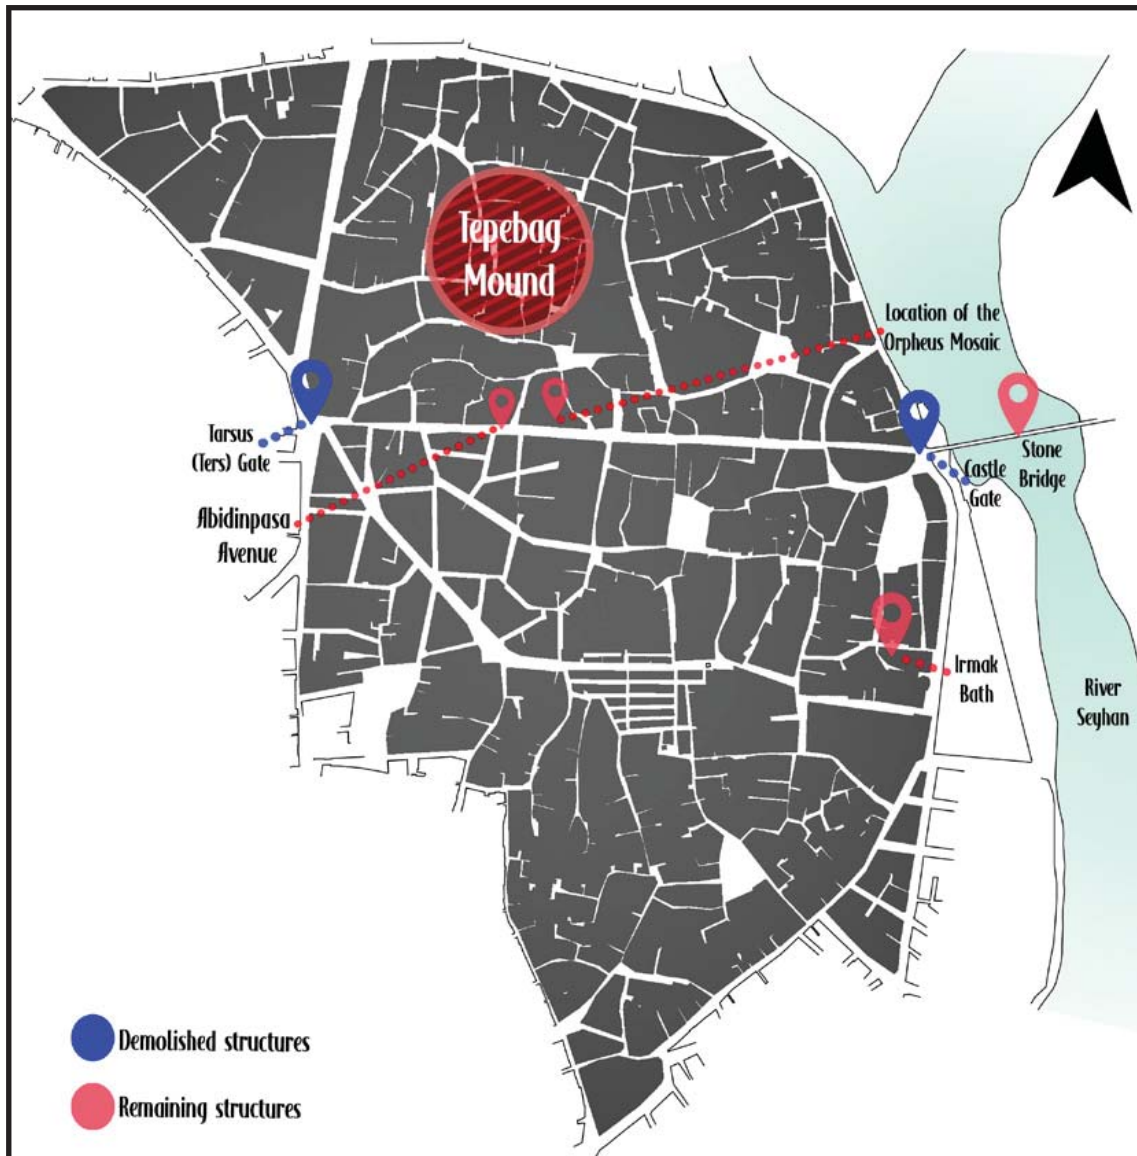 Tepebag
Mound
Location of the
Orpheus Mosaic
Tarsus
(Ters) Gate
Stone
Bridge
Castle
Gate
Abidinpasa
Avenue
Irmak
Bath
River
Seyhan
Demolished structures
Remaining structures